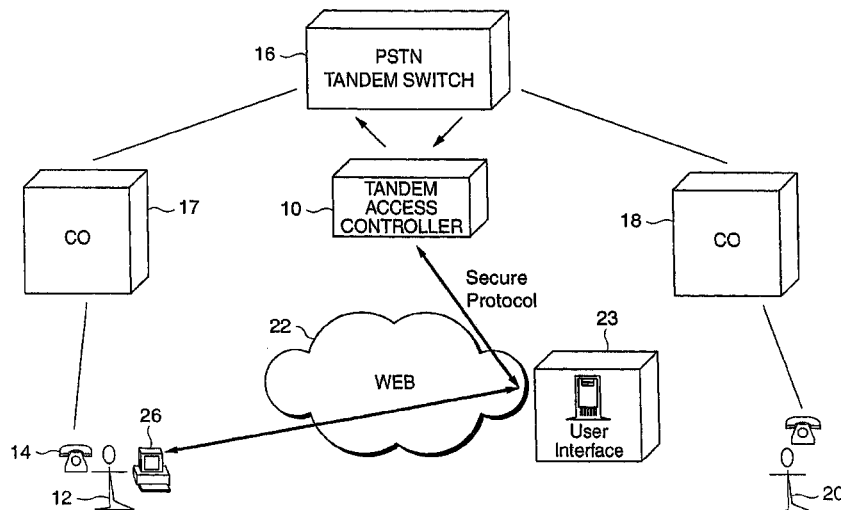 16
PSTN
TANDEM SWITCH
17
CO
10
TANDEM
ACCESS
CONTROLLER
18
CO
Secure
Protocol
22
WEB
23
User
Interface
14
26
12
20